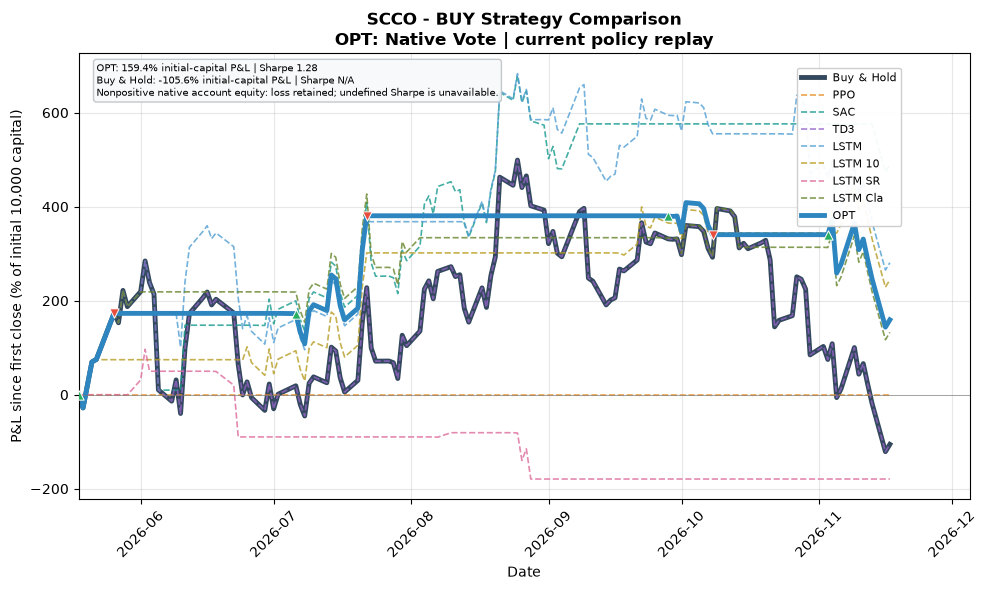 SCCO - BUY Strategy Comparison
OPT: Native Vote | current policy replay
OPT: 159.4% initial-capital P&L | Sharpe 1.28
Buy & Hold: -105.6% initial-capital P&L | Sharpe N/A
Nonpositive native account equity: loss retained; undefined Sharpe is unavailable.
Buy & Hold
PPO
SAC
TD3
LSTM
LSTM 10
LSTM SR
LSTM Cla
OPT
P&L since first close (% of initial 10,000 capital)
600
400
200
0
−200
2026-06
2026-07
2026-08
2026-09
2026-10
2026-11
2026-12
Date